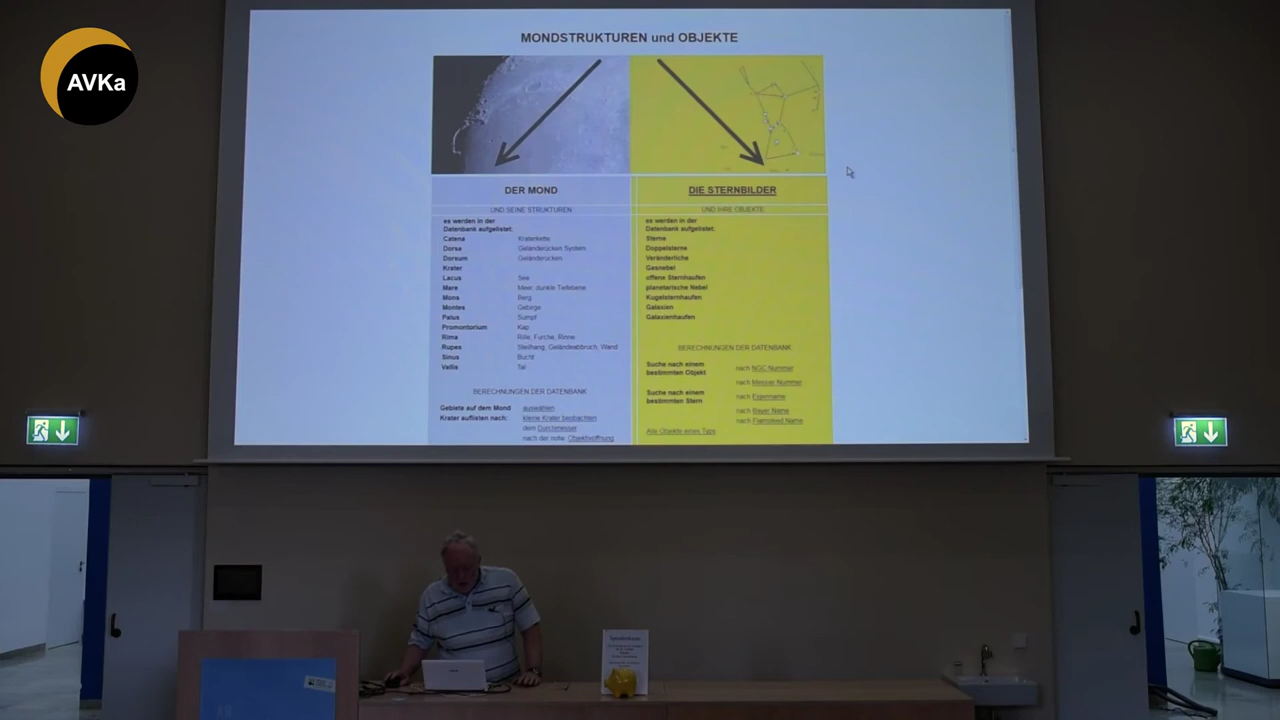 AVKa
MONDSTRUKTUREN und OBJEKTE
DER MOND
UND SEINE STRUKTUREN
es werden in der
Datenbank aufgelistet:
Catena Kraterkette
Dorsa Geländerücken System
Dorsum Geländerücken
Krater
Lacus See
Mare Meer, dunkle Tiefebene
Mons Berg
Montes Gebirge
Palus Sumpf
Promontorium Kap
Rima Rille, Furche, Rinne
Rupes Steilhang, Geländeabbruch, Wand
Sinus Bucht
Vallis Tal
BERECHNUNGEN DER DATENBANK
Gebiete auf dem Mond auswählen
Krater auflisten nach: kleine Krater beobachten
dem Durchmesser
nach der nohe Objektivöffnung
DIE STERNBILDER
UND IHRE OBJEKTE
es werden in der
Datenbank aufgelistet:
Sterne
Doppelsterne
Veränderliche
Gasnebel
offene Sternhaufen
planetarische Nebel
Kugelsternhaufen
Galaxien
Galaxienhaufen
BERECHNUNGEN DER DATENBANK
Suche nach einem
bestimmten Objekt
nach NGC Nummer
nach Messier Nummer
Suche nach einem
bestimmten Stern
nach Eigenname
nach Bayer Name
nach Flamsteed Name
Alle Objekte eines Typs